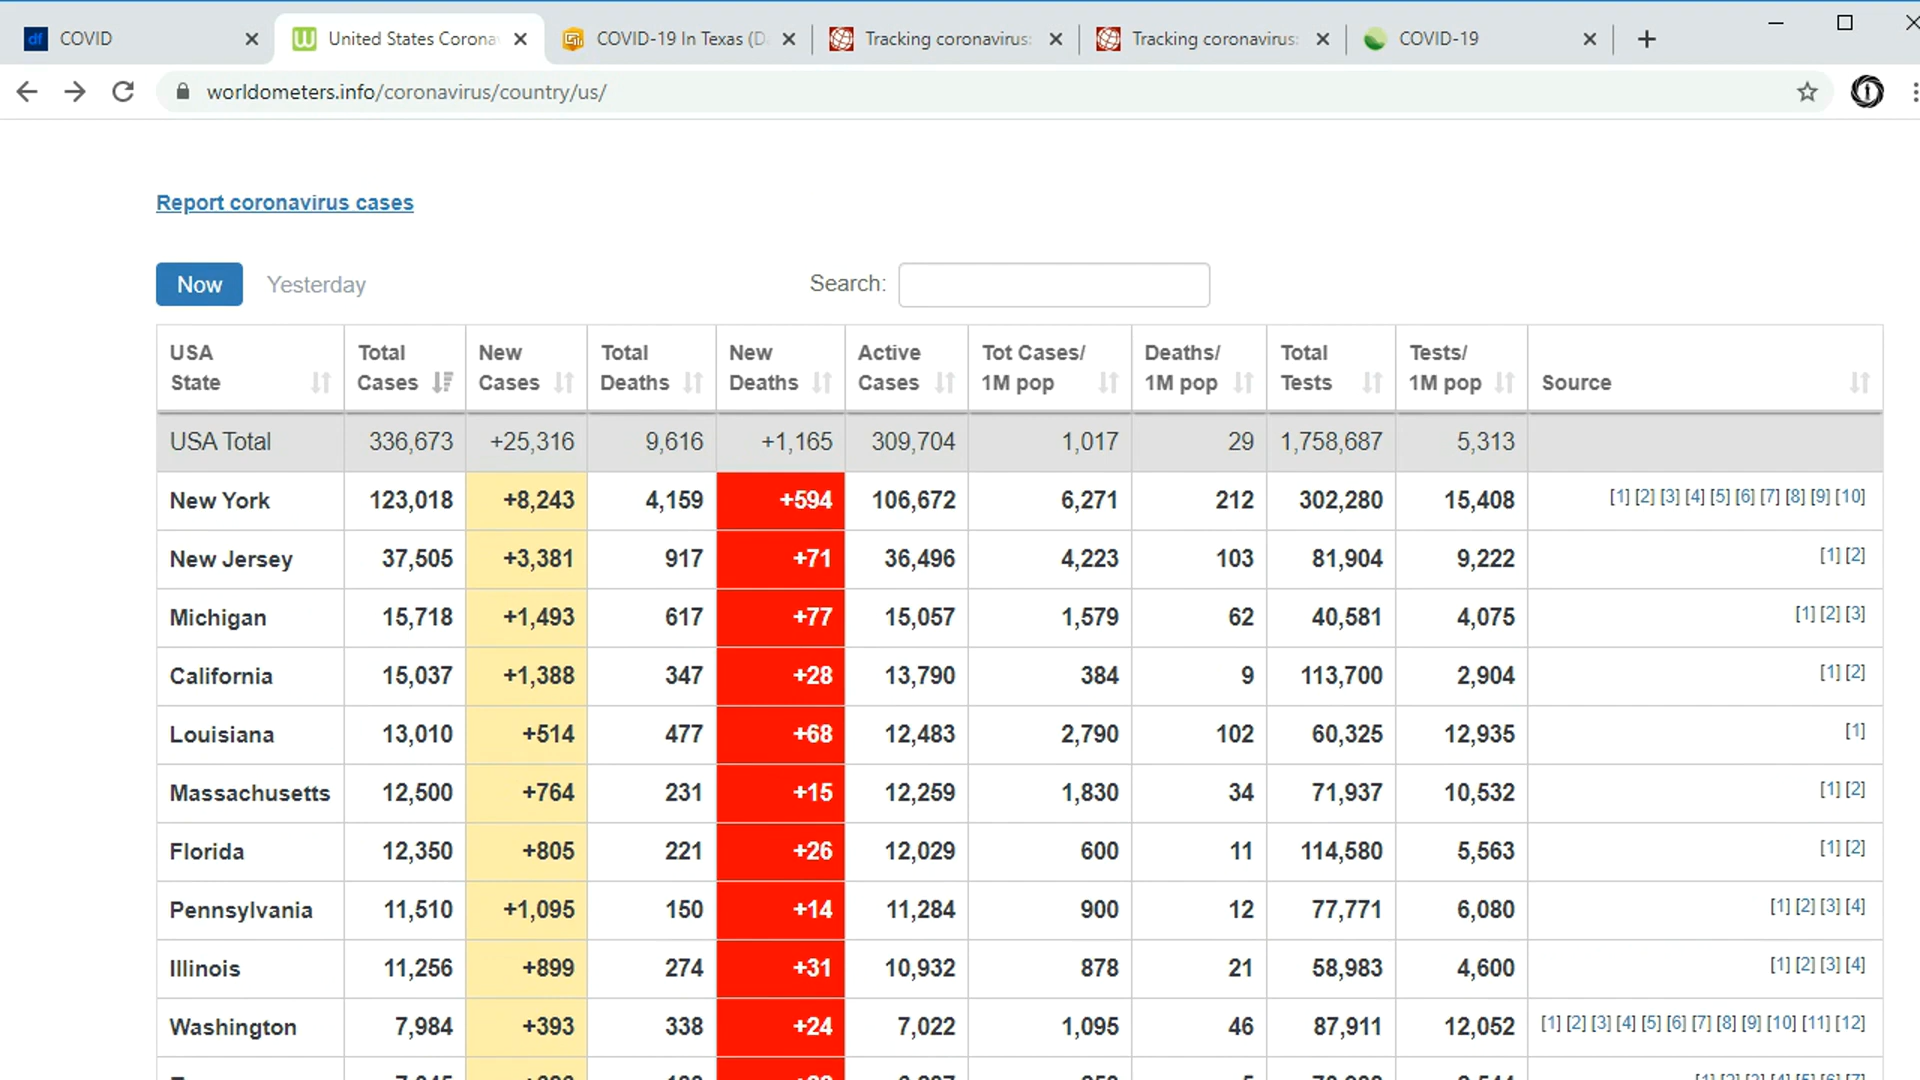 COVID
United States Corona
COVID-19 In Texas (D
Tracking coronavirus:
Tracking coronavirus:
COVID-19
worldometers.info/coronavirus/country/us/
Report coronavirus cases
Now Yesterday Search:
USA State Total Cases New Cases Total Deaths New Deaths Active Cases Tot Cases/ 1M pop Deaths/ 1M pop Total Tests Tests/ 1M pop Source
USA Total 336,673 +25,316 9,616 +1,165 309,704 1,017 29 1,758,687 5,313
New York 123,018 +8,243 4,159 +594 106,672 6,271 212 302,280 15,408 [1] [2] [3] [4] [5] [6] [7] [8] [9] [10]
New Jersey 37,505 +3,381 917 +71 36,496 4,223 103 81,904 9,222 [1] [2]
Michigan 15,718 +1,493 617 +77 15,057 1,579 62 40,581 4,075 [1] [2] [3]
California 15,037 +1,388 347 +28 13,790 384 9 113,700 2,904 [1] [2]
Louisiana 13,010 +514 477 +68 12,483 2,790 102 60,325 12,935 [1]
Massachusetts 12,500 +764 231 +15 12,259 1,830 34 71,937 10,532 [1] [2]
Florida 12,350 +805 221 +26 12,029 600 11 114,580 5,563 [1] [2]
Pennsylvania 11,510 +1,095 150 +14 11,284 900 12 77,771 6,080 [1] [2] [3] [4]
Illinois 11,256 +899 274 +31 10,932 878 21 58,983 4,600 [1] [2] [3] [4]
Washington 7,984 +393 338 +24 7,022 1,095 46 87,911 12,052 [1] [2] [3] [4] [5] [6] [7] [8] [9] [10] [11] [12]